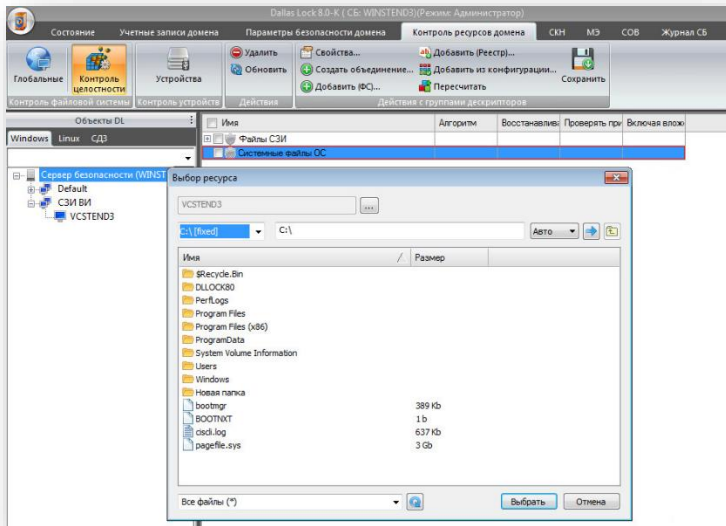 Dallas Lock 8.0-K ( СБ: WINSTEND3)(Режим: Администратор)
Состояние Учетные записи домена Параметры безопасности домена Контроль ресурсов домена СКН МЭ СОВ Журнал СБ
Глобальные Контроль целостности Устройства Удалить Обновить Свойства... Создать объединение... Добавить (ФС)... Добавить (Реестр)... Добавить из конфигурации... Пересчитать Сохранить
Контроль файловой системы Контроль устройств Действия Действия с группами дескрипторов
Объекты DL
Windows Linux СДЗ
Имя Алгоритм Восстанавлива Проверять при Включая влож
Файлы СЗИ
Системные файлы ОС
Сервер безопасности (WINST
Default
СЗИ ВИ
VCSTEND3
Выбор ресурса
VCSTEND3 ...
C:\ [fixed] C:\ Авто
Имя Размер
$Recycle.Bin
DLLOCK80
PerfLogs
Program Files
Program Files (x86)
ProgramData
System Volume Information
Users
Windows
Новая папка
bootmgr 389 Kb
BOOTNXT 1 b
ciscli.log 637 Kb
pagefile.sys 3 Gb
Все файлы (*) Выбрать Отмена